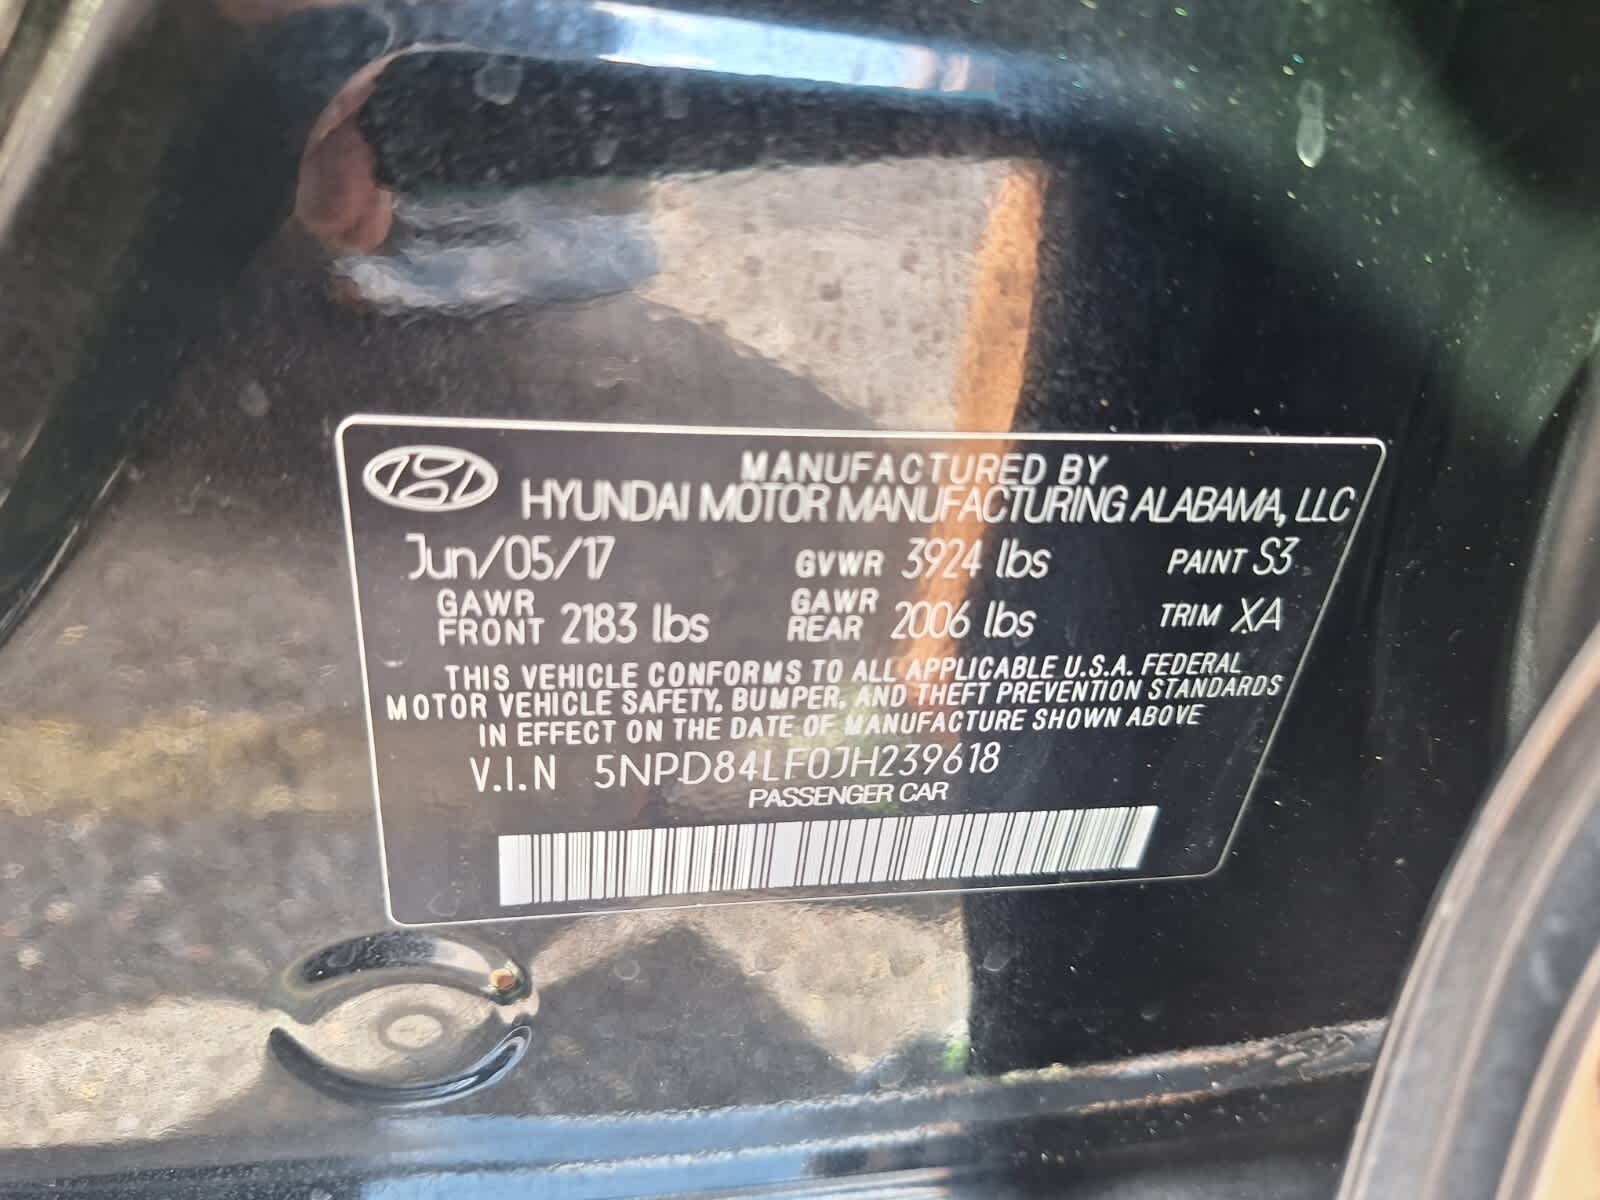 MANUFACTURED BY
HYUNDAI MOTOR MANUFACTURING ALABAMA, LLC
Jun/05/17 GVWR 3924 lbs PAINT S3
GAWR FRONT 2183 lbs GAWR REAR 2006 lbs TRIM XA
THIS VEHICLE CONFORMS TO ALL APPLICABLE U.S.A. FEDERAL
MOTOR VEHICLE SAFETY, BUMPER, AND THEFT PREVENTION STANDARDS
IN EFFECT ON THE DATE OF MANUFACTURE SHOWN ABOVE
V.I.N 5NPD84LF0JH239618
PASSENGER CAR